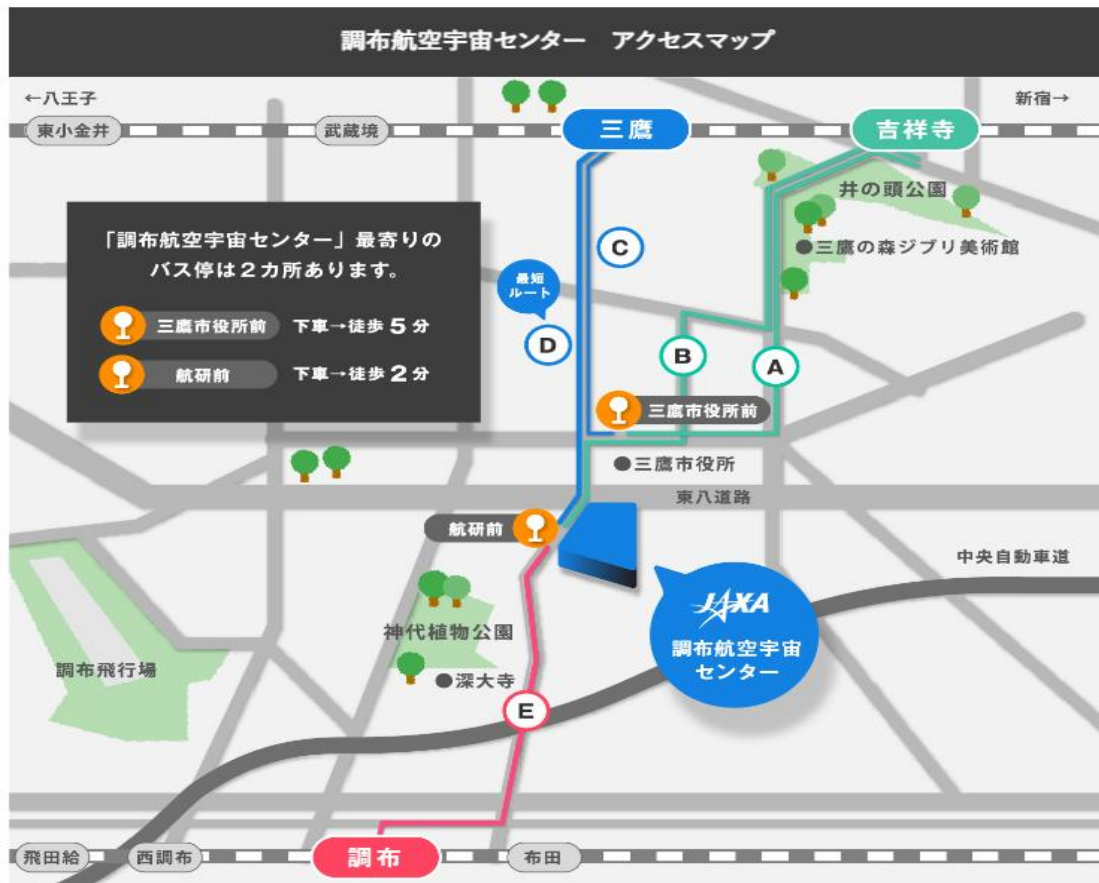 調布航空宇宙センター　アクセスマップ
←八王子
新宿→
東小金井
武蔵境
三鷹
吉祥寺
井の頭公園
●三鷹の森ジブリ美術館
「調布航空宇宙センター」最寄りの
バス停は2カ所あります。
三鷹市役所前 下車→徒歩5分
航研前 下車→徒歩2分
C
最短
ルート
D
B
A
三鷹市役所前
●三鷹市役所
東八道路
航研前
中央自動車道
JAXA
調布航空宇宙
センター
神代植物公園
●深大寺
調布飛行場
E
飛田給
西調布
調布
布田